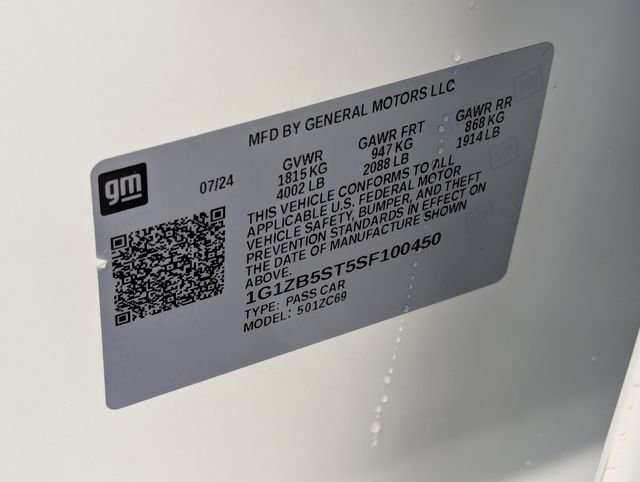 MFD BY GENERAL MOTORS LLC
gm
07/24
GVWR
1815 KG
4002 LB
GAWR FRT
947 KG
2088 LB
GAWR RR
868 KG
1914 LB
THIS VEHICLE CONFORMS TO ALL
APPLICABLE U.S. FEDERAL MOTOR
VEHICLE SAFETY, BUMPER, AND THEFT
PREVENTION STANDARDS IN EFFECT ON
THE DATE OF MANUFACTURE SHOWN
ABOVE.
1G1ZB5ST5SF100450
TYPE: PASS CAR
MODEL: 501ZC69